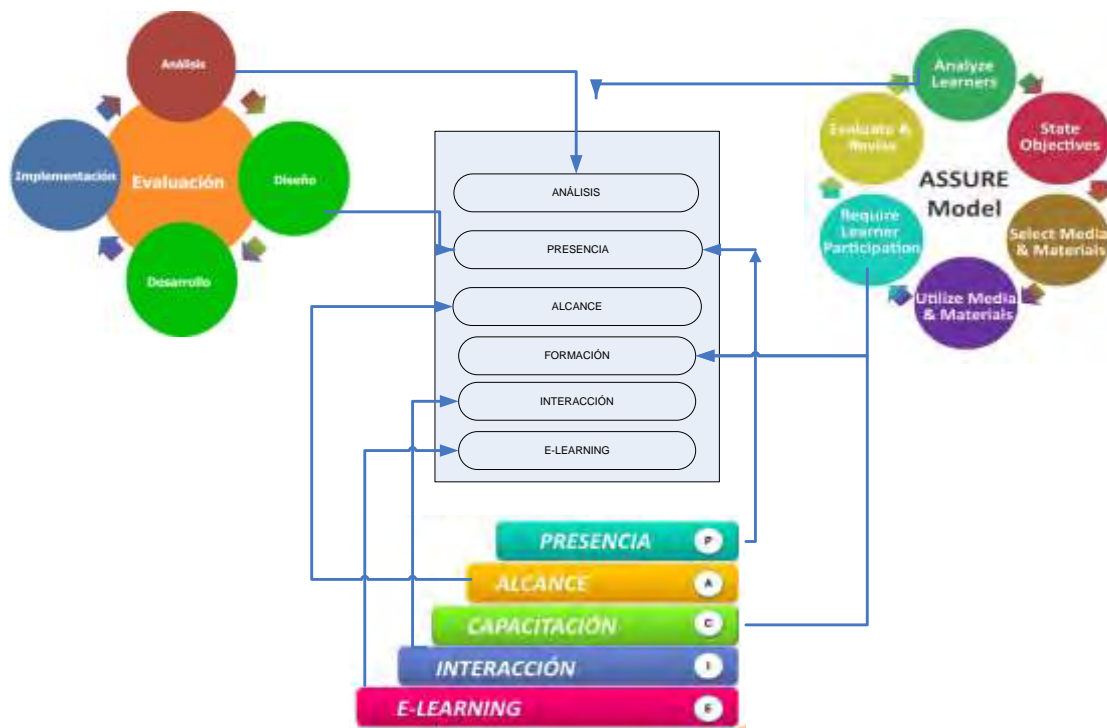 Análisis
Implementación
Evaluación
Diseño
Desarrollo
ANÁLISIS
PRESENCIA
ALCANCE
FORMACIÓN
INTERACCIÓN
E-LEARNING
Analyze
Learners
State
Objectives
Select Media
& Materials
Utilize Media
& Materials
Require
Learner
Participation
Evaluate &
Revise
ASSURE
Model
PRESENCIA P
ALCANCE A
CAPACITACIÓN C
INTERACCIÓN I
E-LEARNING E